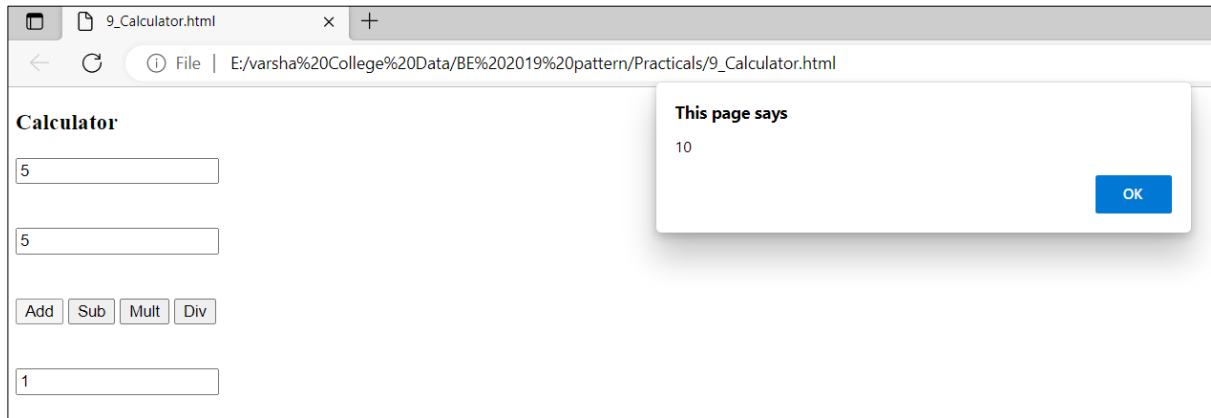 9_Calculator.html
File | E:/varsha%20College%20Data/BE%202019%20pattern/Practicals/9_Calculator.html
This page says
10
OK
Calculator
5
5
Add Sub Mult Div
1